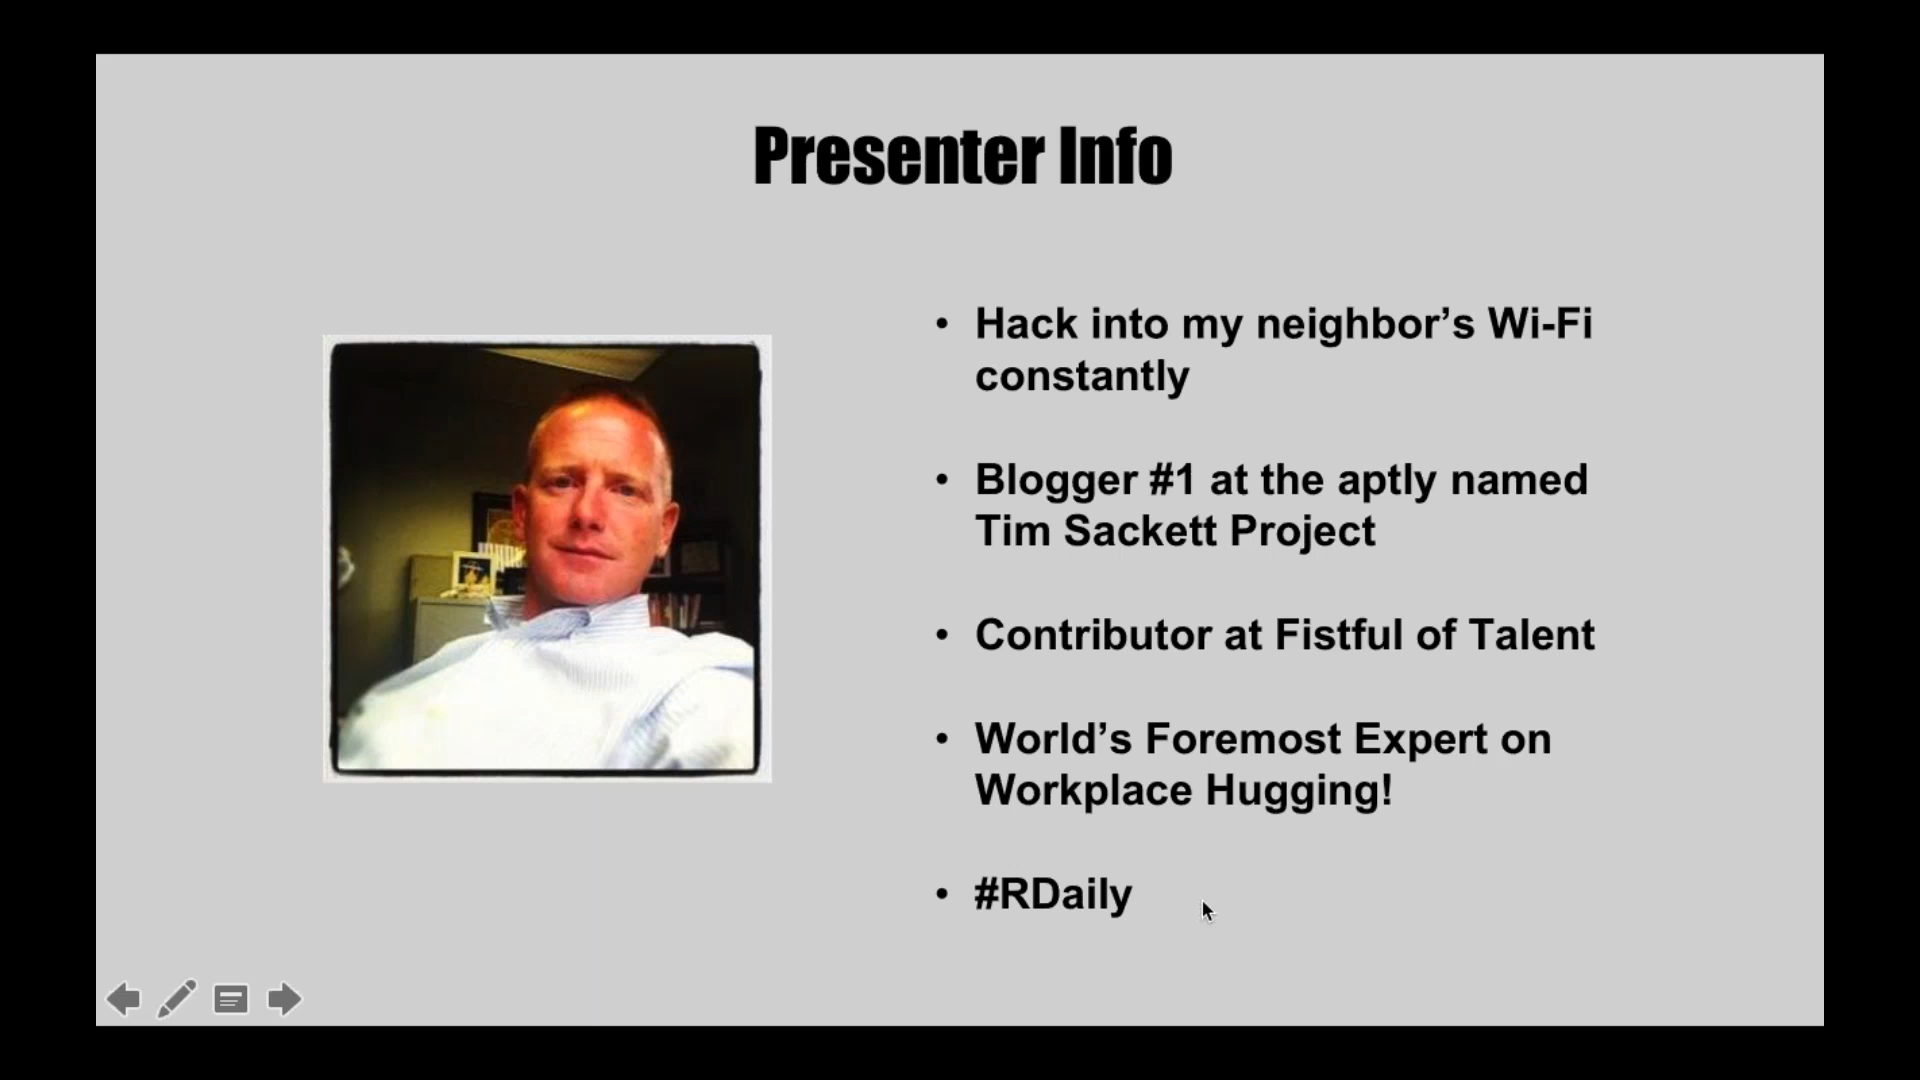 Presenter Info
• Hack into my neighbor’s Wi-Fi
constantly
• Blogger #1 at the aptly named
Tim Sackett Project
• Contributor at Fistful of Talent
• World’s Foremost Expert on
Workplace Hugging!
• #RDaily